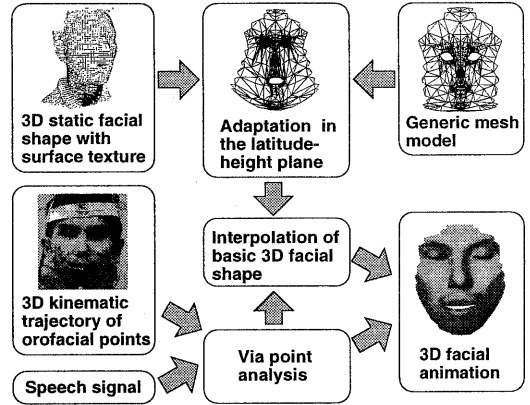 3D static facial
shape with
surface texture
Adaptation in
the latitude-
height plane
Generic mesh
model
3D kinematic
trajectory of
orofacial points
Interpolation of
basic 3D facial
shape
Speech signal
Via point
analysis
3D facial
animation